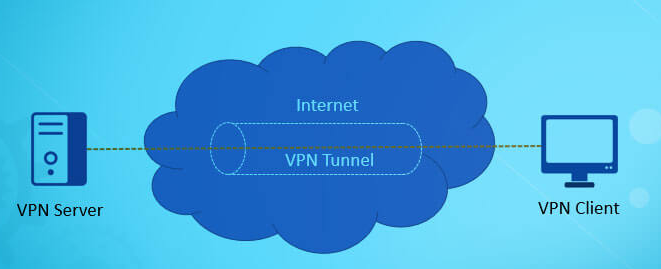 Internet
VPN Tunnel
VPN Server
VPN Client